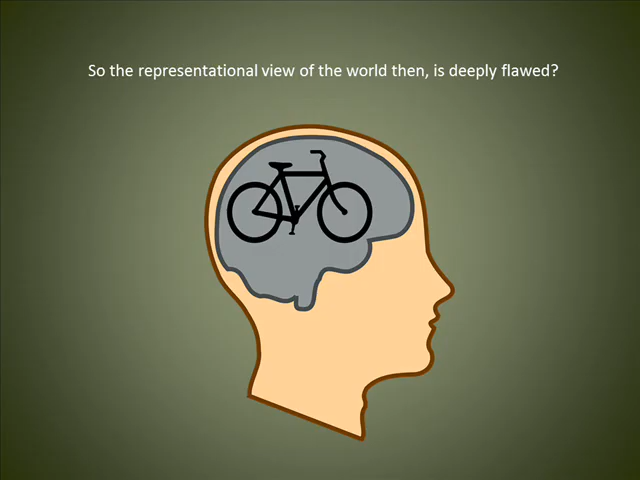 So the representational view of the world then, is deeply flawed?